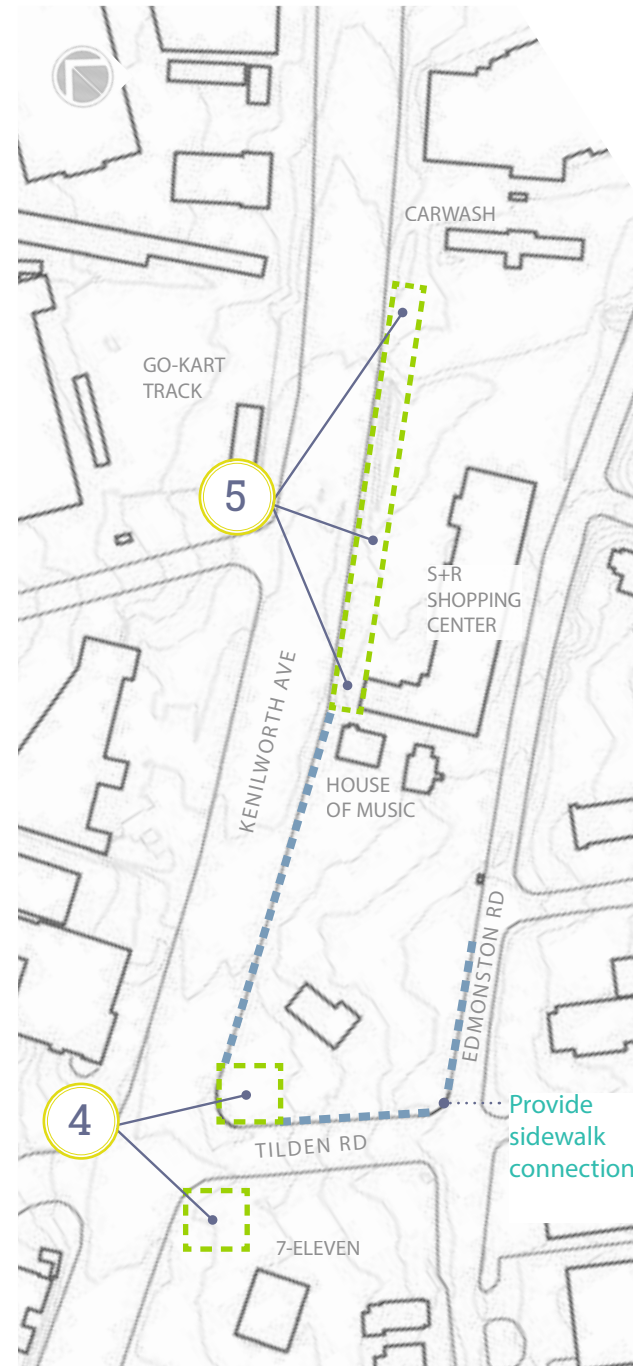 CARWASH
GO-KART
TRACK
5
S+R
SHOPPING
CENTER
KENILWORTH AVE
HOUSE
OF MUSIC
EDMONSTON RD
4
Provide
sidewalk
connection
TILDEN RD
7-ELEVEN